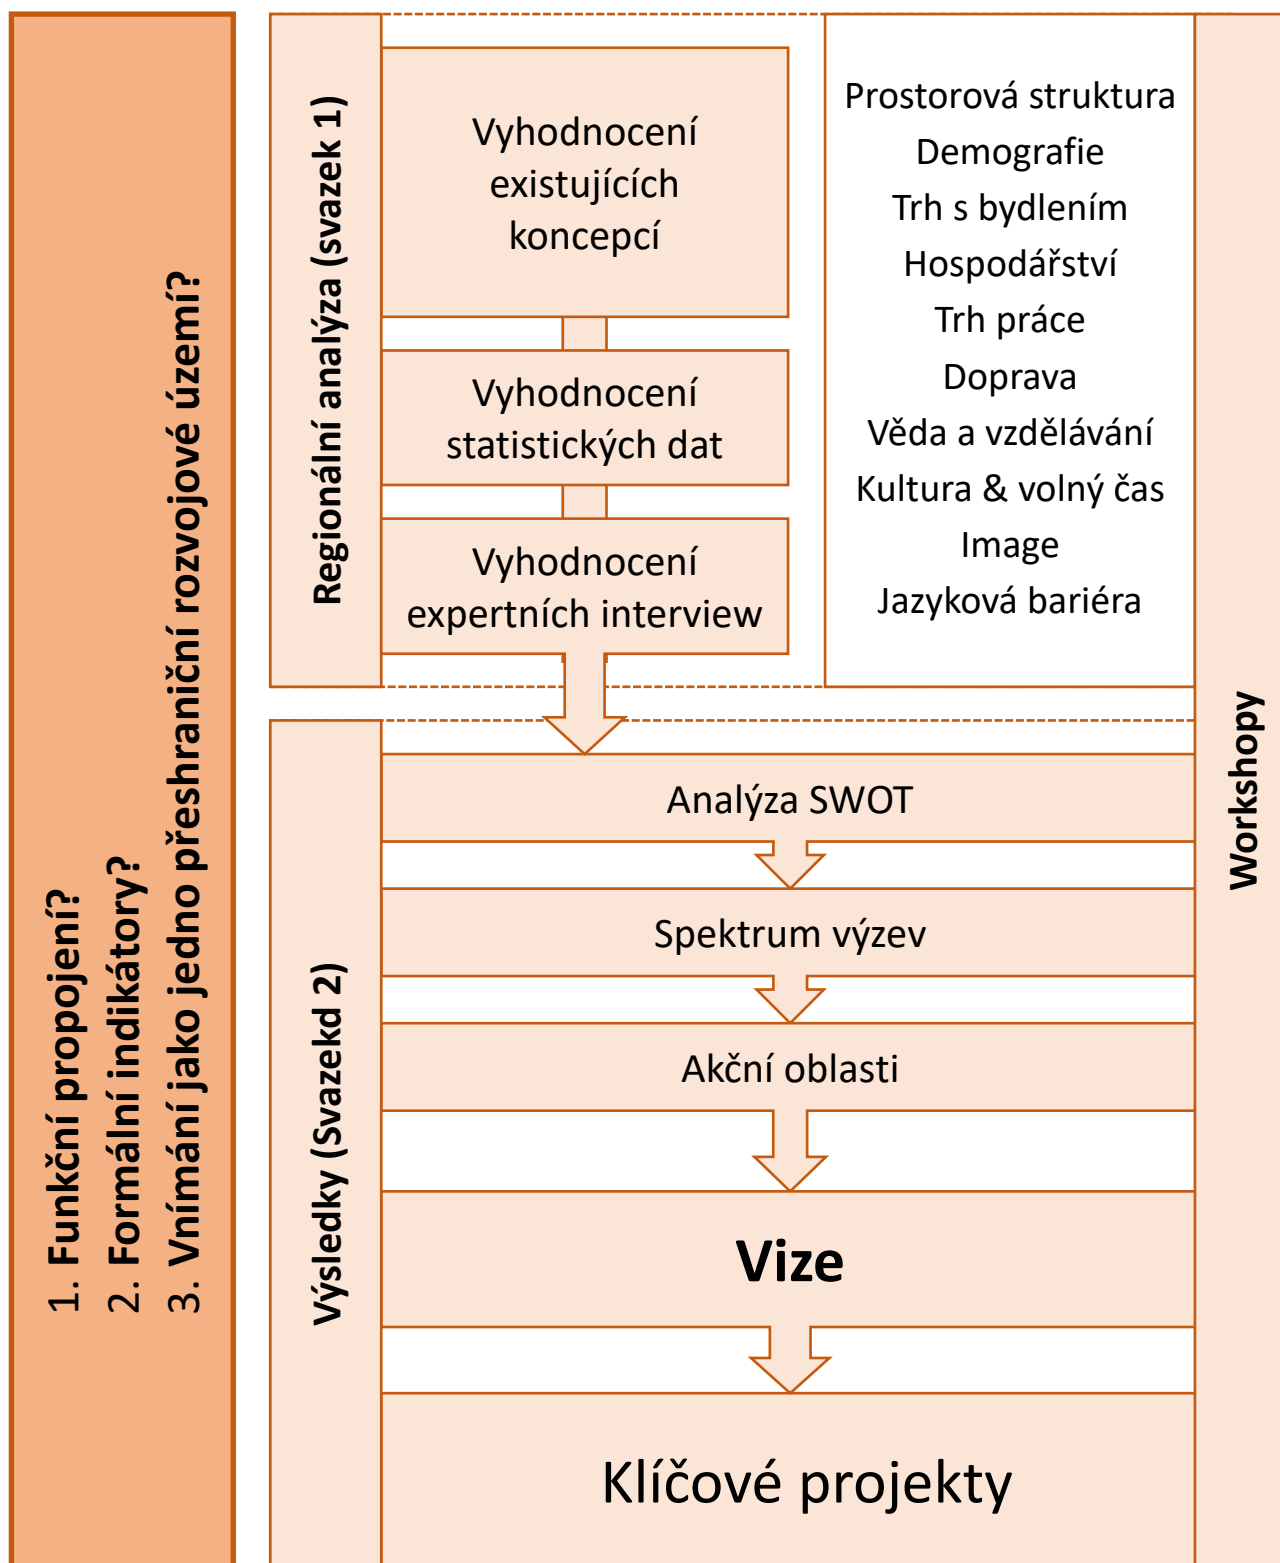 1. Funkční propojení?
2. Formální indikátory?
3. Vnímání jako jedno přeshraniční rozvojové území?
Regionální analýza (svazek 1)
Vyhodnocení
existujících
koncepcí
Vyhodnocení
statistických dat
Vyhodnocení
expertních interview
Prostorová struktura
Demografie
Trh s bydlením
Hospodářství
Trh práce
Doprava
Věda a vzdělávání
Kultura & volný čas
Image
Jazyková bariéra
Workshopy
Výsledky (Svazekd 2)
Analýza SWOT
Spektrum výzev
Akční oblasti
Vize
Klíčové projekty